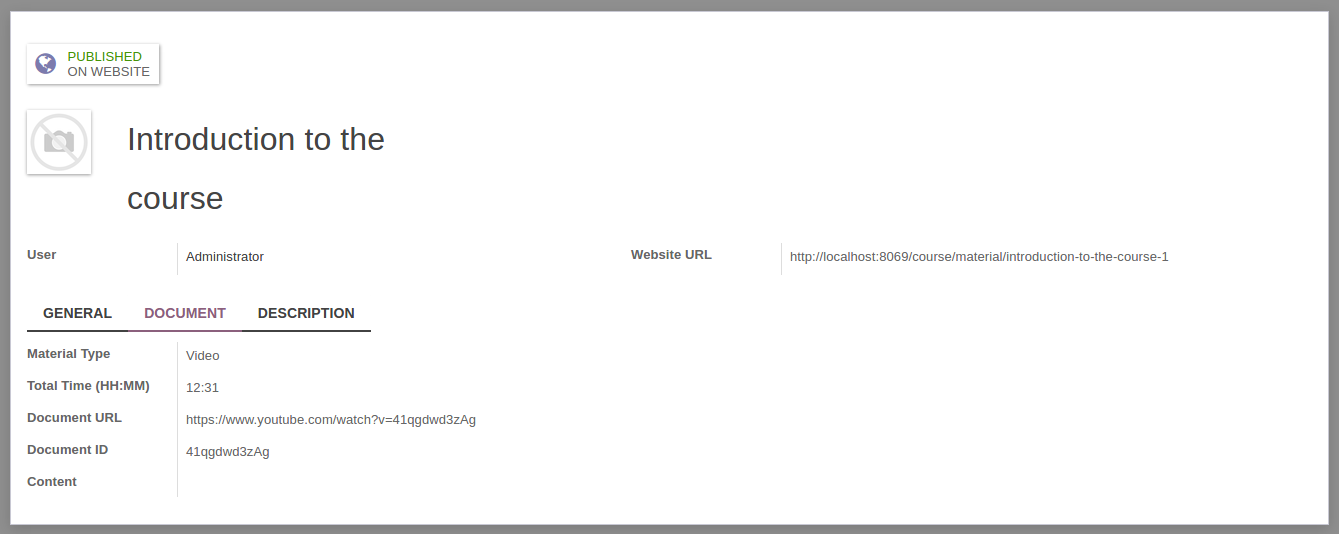 PUBLISHED
ON WEBSITE
Introduction to the
course
User
Administrator
Website URL
http://localhost:8069/course/material/introduction-to-the-course-1
GENERAL
DOCUMENT
DESCRIPTION
Material Type
Video
Total Time (HH:MM)
12:31
Document URL
https://www.youtube.com/watch?v=41qgdwd3zAg
Document ID
41qgdwd3zAg
Content